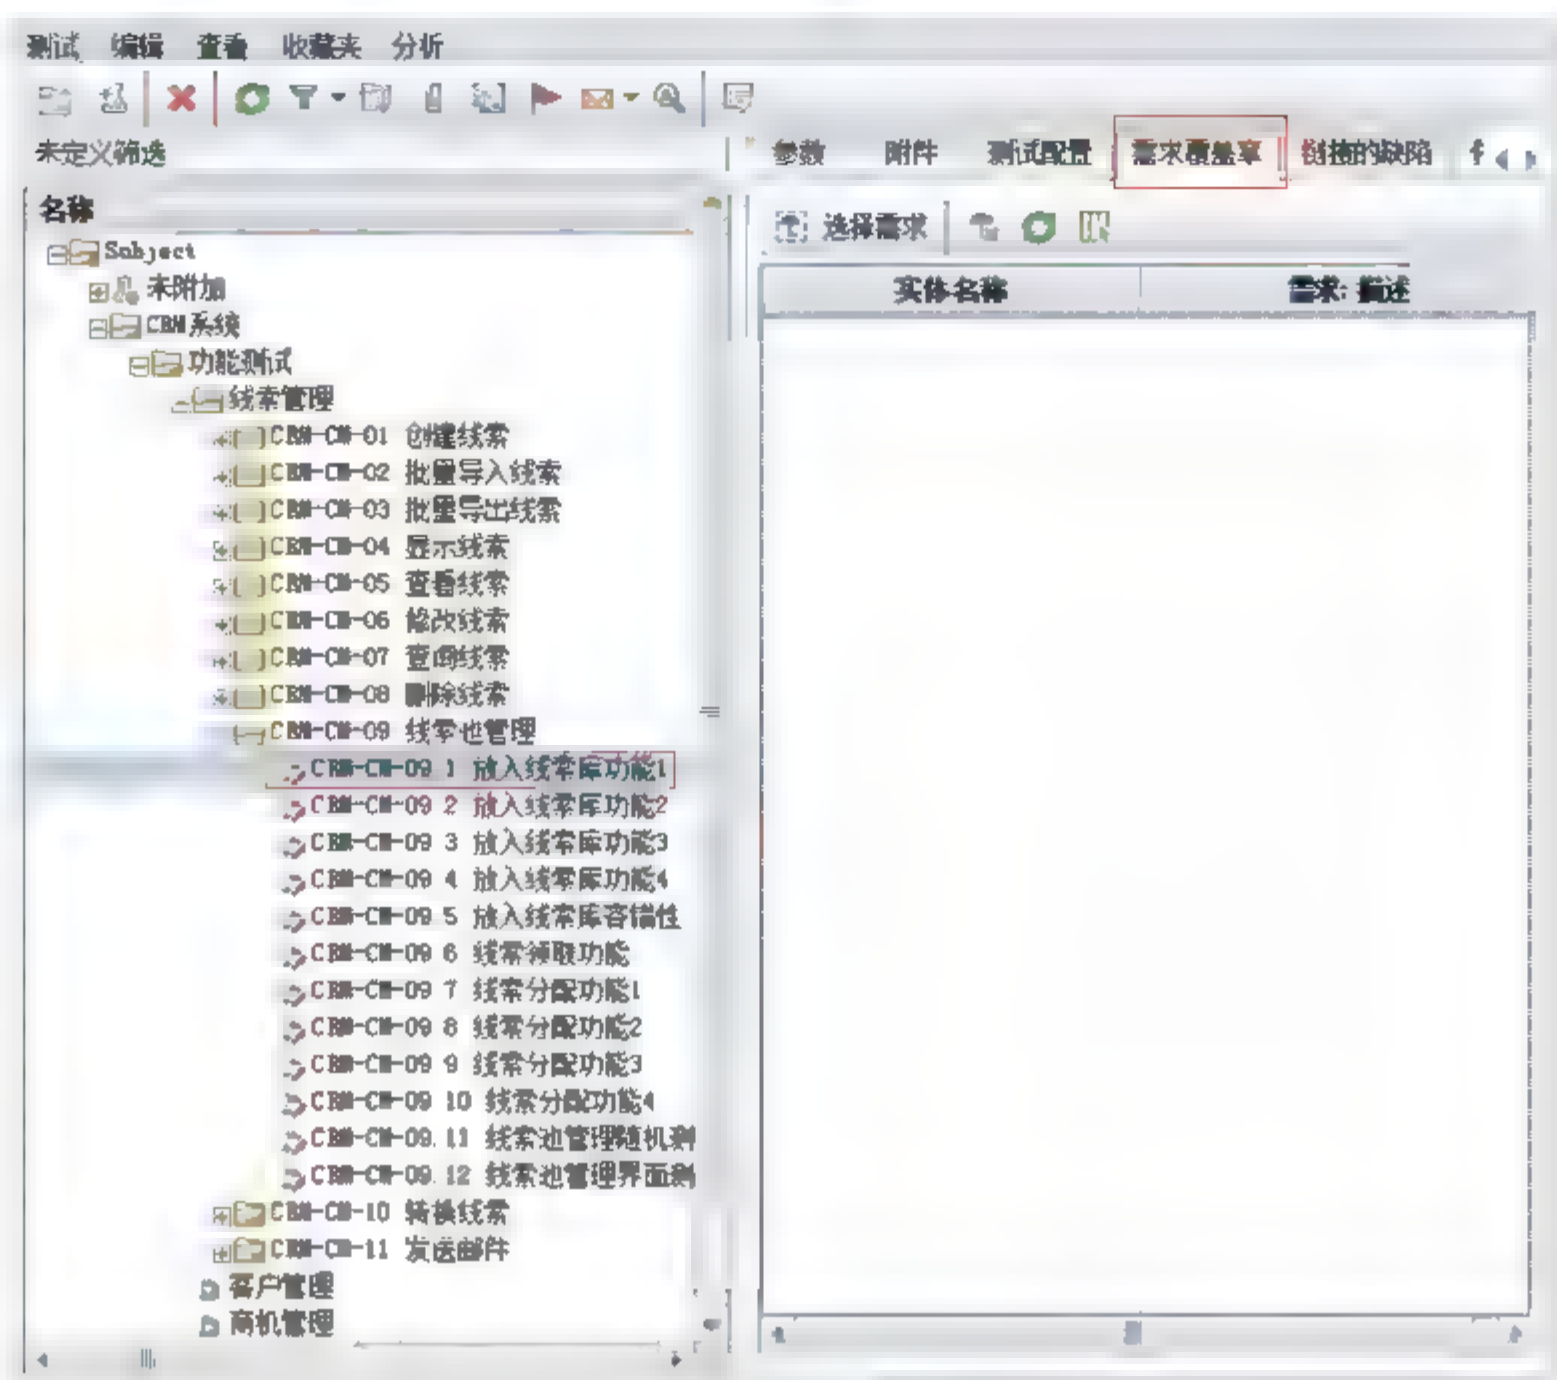 测试 编辑 查看 收藏夹 分析
未定义筛选
参数 附件 测试配置 需求覆盖率 链接的缺陷
名称
选择需求
实体名称 需求: 描述
Subject
未附加
CRM系统
功能测试
线索管理
CRM-CM-01 创建线索
CRM-CM-02 批量导入线索
CRM-CM-03 批量导出线索
CRM-CM-04 显示线索
CRM-CM-05 查看线索
CRM-CM-06 修改线索
CRM-CM-07 查询线索
CRM-CM-08 删除线索
CRM-CM-09 线索池管理
CRM-CM-09.1 放入线索库功能1
CRM-CM-09.2 放入线索库功能2
CRM-CM-09.3 放入线索库功能3
CRM-CM-09.4 放入线索库功能4
CRM-CM-09.5 放入线索库容错性
CRM-CM-09.6 线索领取功能
CRM-CM-09.7 线索分配功能1
CRM-CM-09.8 线索分配功能2
CRM-CM-09.9 线索分配功能3
CRM-CM-09.10 线索分配功能4
CRM-CM-09.11 线索池管理随机测
CRM-CM-09.12 线索池管理界面测
CRM-CM-10 转换线索
CRM-CM-11 发送邮件
客户管理
商机管理